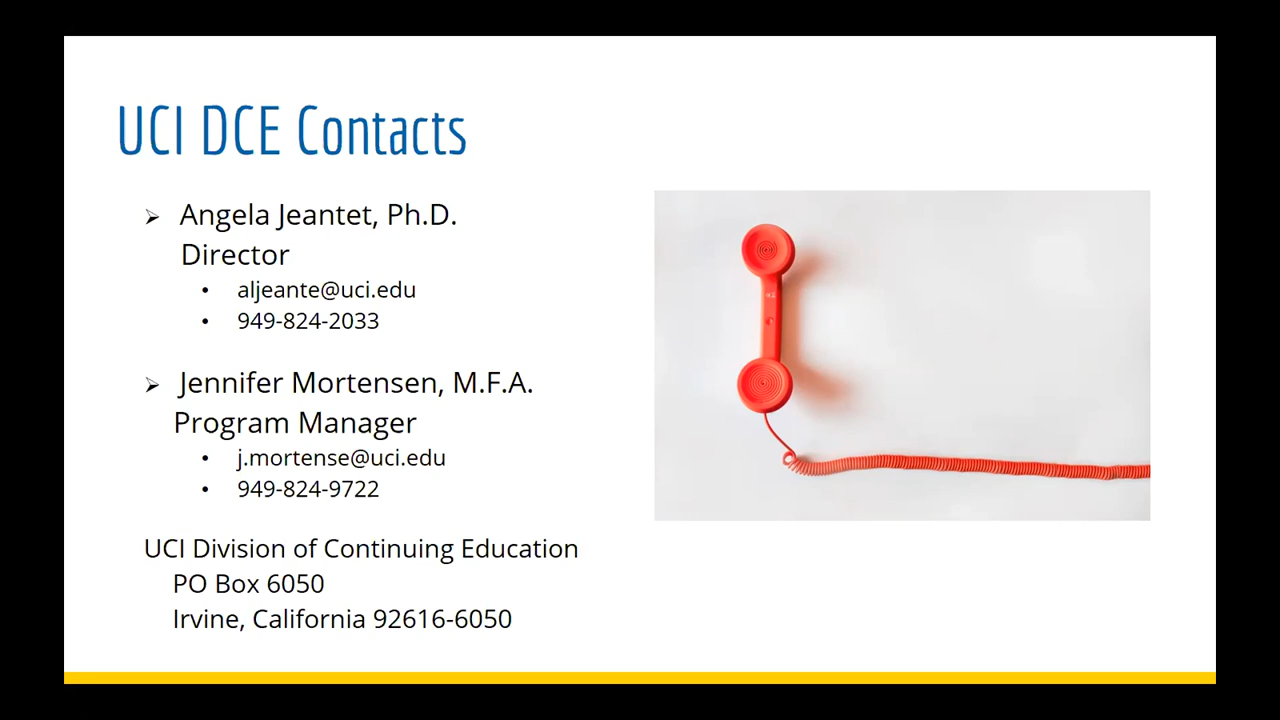 UCI DCE Contacts
➢ Angela Jeantet, Ph.D.
Director
• aljeante@uci.edu
• 949-824-2033
➢ Jennifer Mortensen, M.F.A.
Program Manager
• j.mortense@uci.edu
• 949-824-9722
UCI Division of Continuing Education
PO Box 6050
Irvine, California 92616-6050